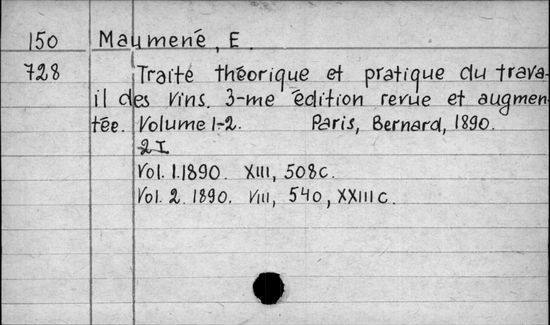 150 Maumené, E.
728 Traité théorique et pratique du trava-
il des vins. 3-me édition revue et augmen-
tée. Volume 1-2. Paris, Bernard, 1890.
2 I
Vol. 1. 1890. XIII, 508 c.
Vol. 2. 1890. VIII, 540, XXIII c.